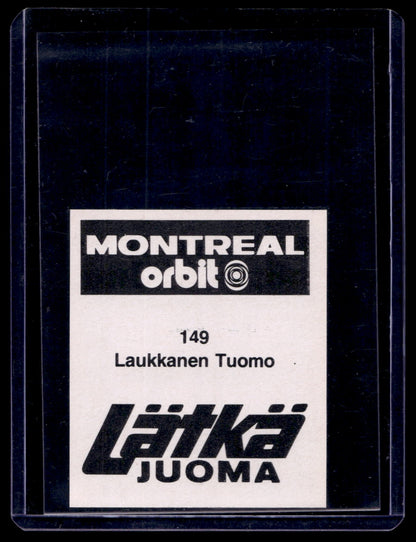 MONTREAL
orbit
149
Laukkanen Tuomo
Lätkä
JUOMA